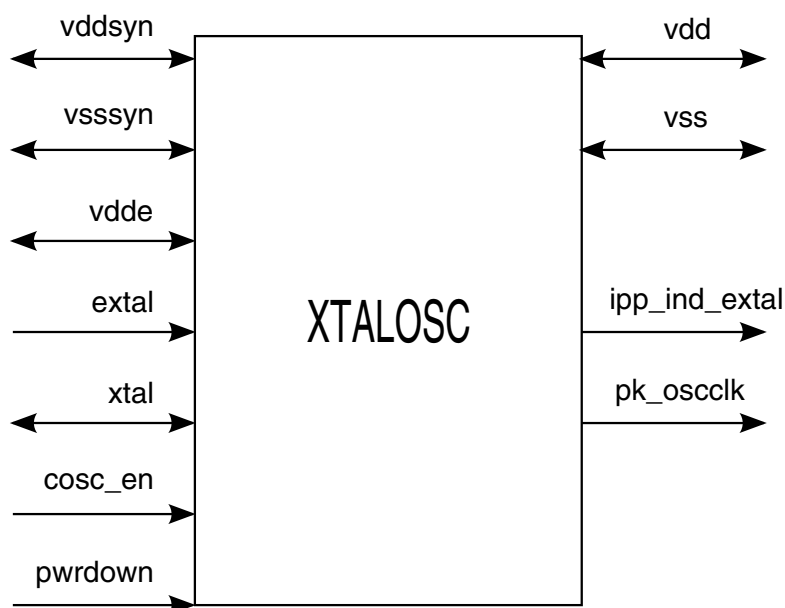 vddsyn
vsssyn
vdde
extal
xtal
cosc_en
pwrdown
XTALOSC
vdd
vss
ipp_ind_extal
pk_oscclk